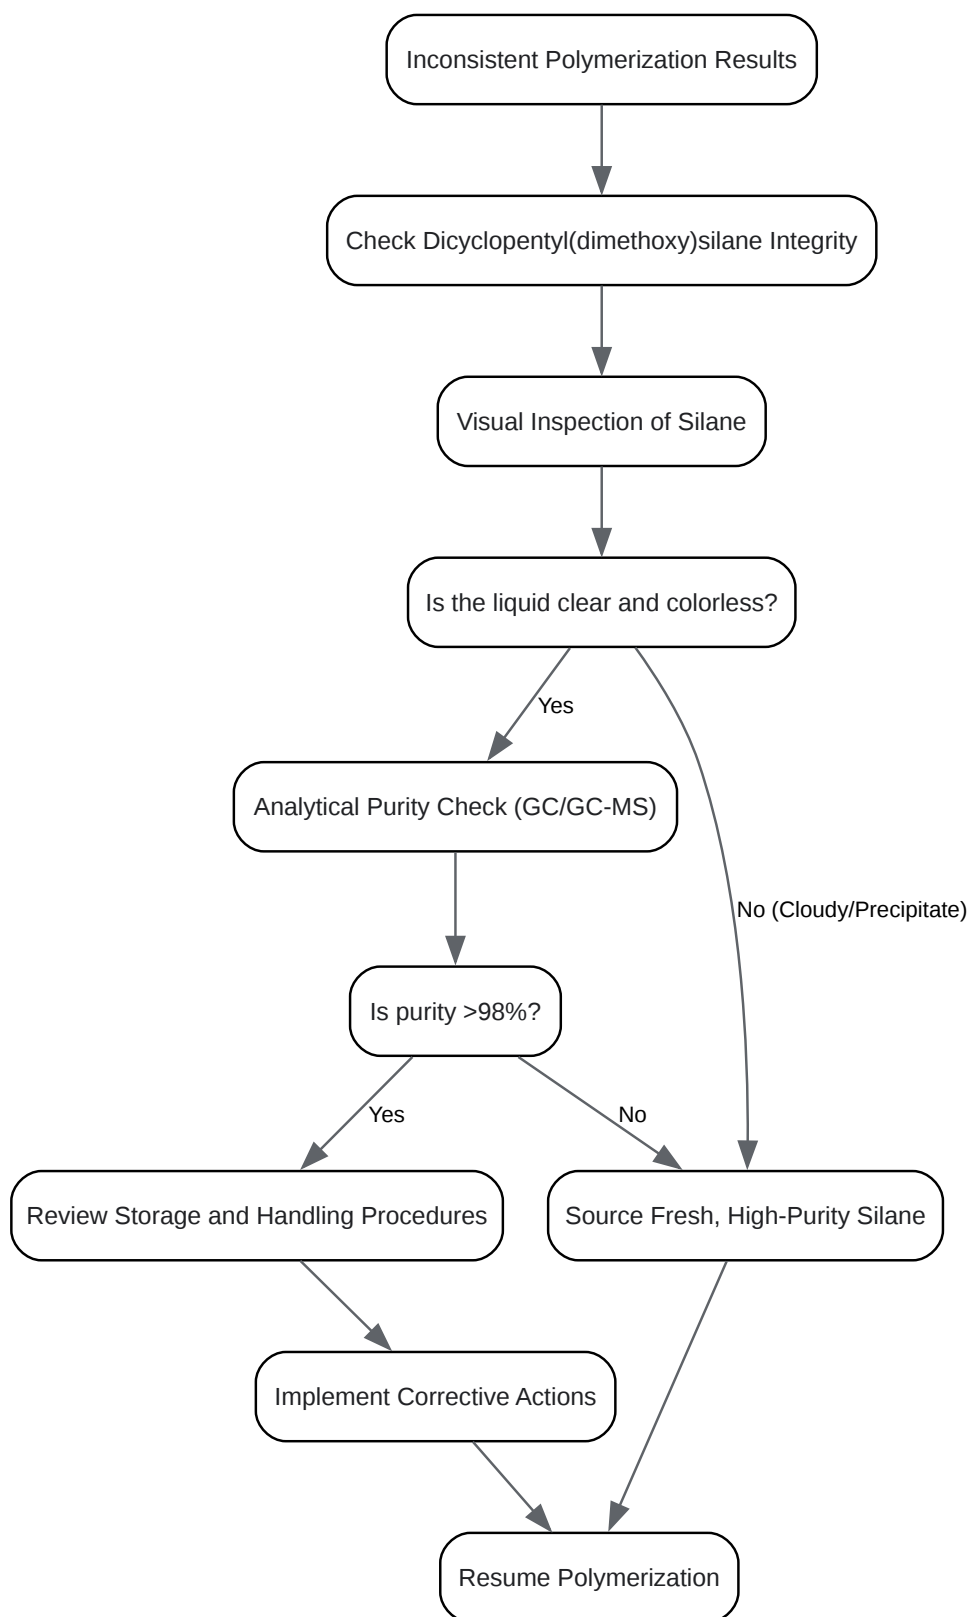 Inconsistent Polymerization Results
Check Dicyclopentyl(dimethoxy)silane Integrity
Visual Inspection of Silane
Is the liquid clear and colorless?
Yes
Analytical Purity Check (GC/GC-MS)
No (Cloudy/Precipitate)
Is purity >98%?
Yes
No
Review Storage and Handling Procedures
Source Fresh, High-Purity Silane
Implement Corrective Actions
Resume Polymerization